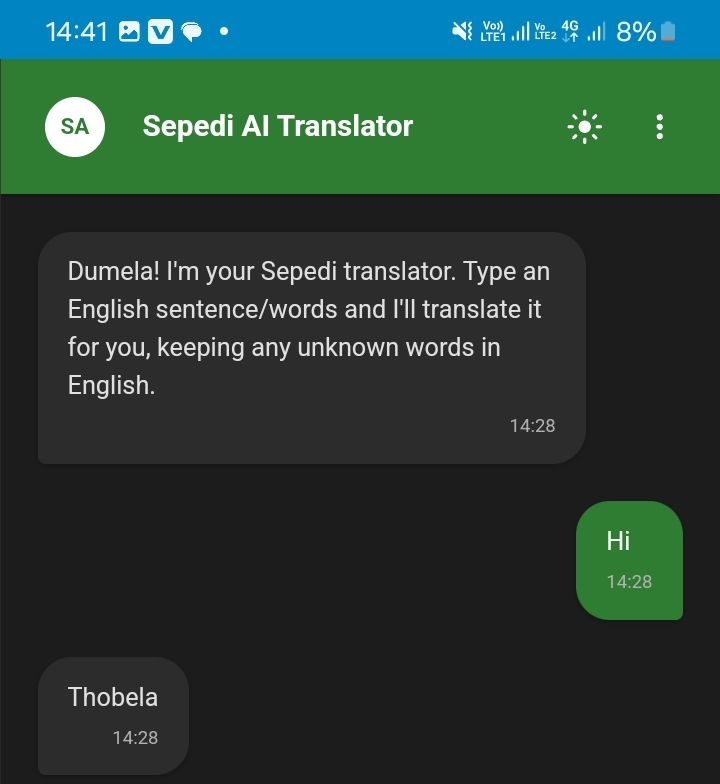 14:41
Vo)) LTE1
Vo LTE2
4G
8%
SA
Sepedi AI Translator
Dumela! I'm your Sepedi translator. Type an
English sentence/words and I'll translate it
for you, keeping any unknown words in
English.
14:28
Hi
14:28
Thobela
14:28